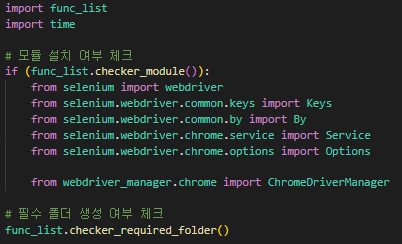 import func_list
import time

# 모듈 설치 여부 체크
if (func_list.checker_module()):
    from selenium import webdriver
    from selenium.webdriver.common.keys import Keys
    from selenium.webdriver.common.by import By
    from selenium.webdriver.chrome.service import Service
    from selenium.webdriver.chrome.options import Options

    from webdriver_manager.chrome import ChromeDriverManager

# 필수 폴더 생성 여부 체크
func_list.checker_required_folder()